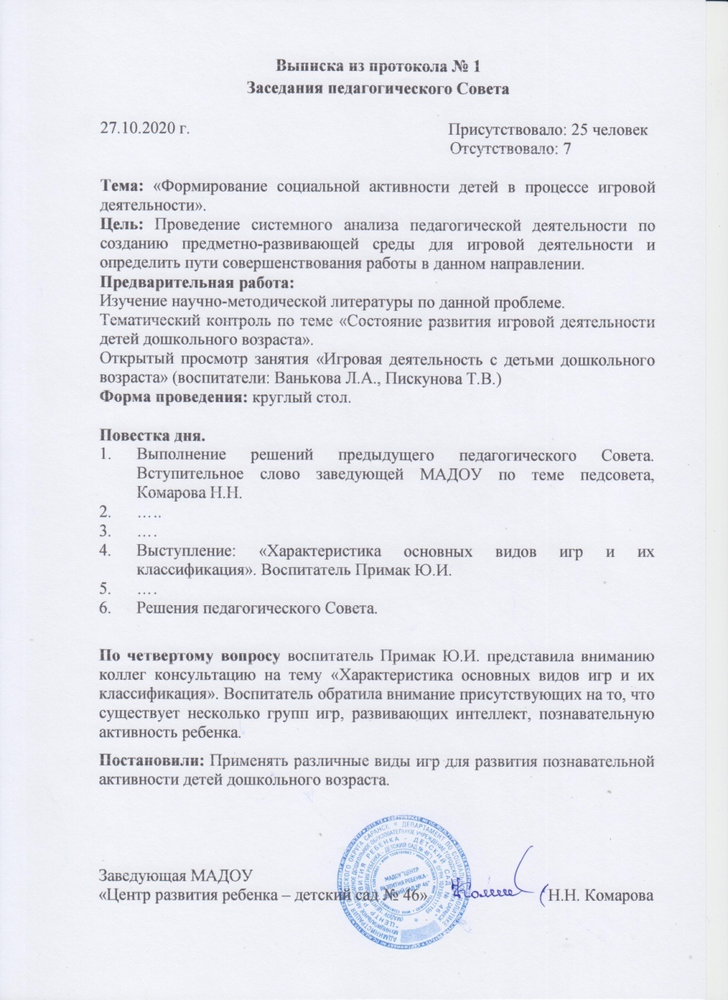 Выписка из протокола № 1
Заседания педагогического Совета
27.10.2020 г.
Присутствовало: 25 человек
Отсутствовало: 7
Тема: «Формирование социальной активности детей в процессе игровой
деятельности».
Цель: Проведение системного анализа педагогической деятельности по
созданию предметно-развивающей среды для игровой деятельности и
определить пути совершенствования работы в данном направлении.
Предварительная работа:
Изучение научно-методической литературы по данной проблеме.
Тематический контроль по теме «Состояние развития игровой деятельности
детей дошкольного возраста».
Открытый просмотр занятия «Игровая деятельность с детьми дошкольного
возраста» (воспитатели: Ванькова Л.А., Пискунова Т.В.)
Форма проведения: круглый стол.
Повестка дня.
1. Выполнение решений предыдущего педагогического Совета.
Вступительное слово заведующей МАДОУ по теме педсовета,
Комарова Н.Н.
2. …..
3. ….
4. Выступление: «Характеристика основных видов игр и их
классификация». Воспитатель Примак Ю.И.
5. ….
6. Решения педагогического Совета.
По четвертому вопросу воспитатель Примак Ю.И. представила вниманию
коллег консультацию на тему «Характеристика основных видов игр и их
классификация». Воспитатель обратила внимание присутствующих на то, что
существует несколько групп игр, развивающих интеллект, познавательную
активность ребенка.
Постановили: Применять различные виды игр для развития познавательной
активности детей дошкольного возраста.
Заведующая МАДОУ
«Центр развития ребенка – детский сад № 46»
Н.Н. Комарова
МАДОУ "ЦЕНТР
РАЗВИТИЯ РЕБЕНКА-
ДЕТСКИЙ САД № 46"